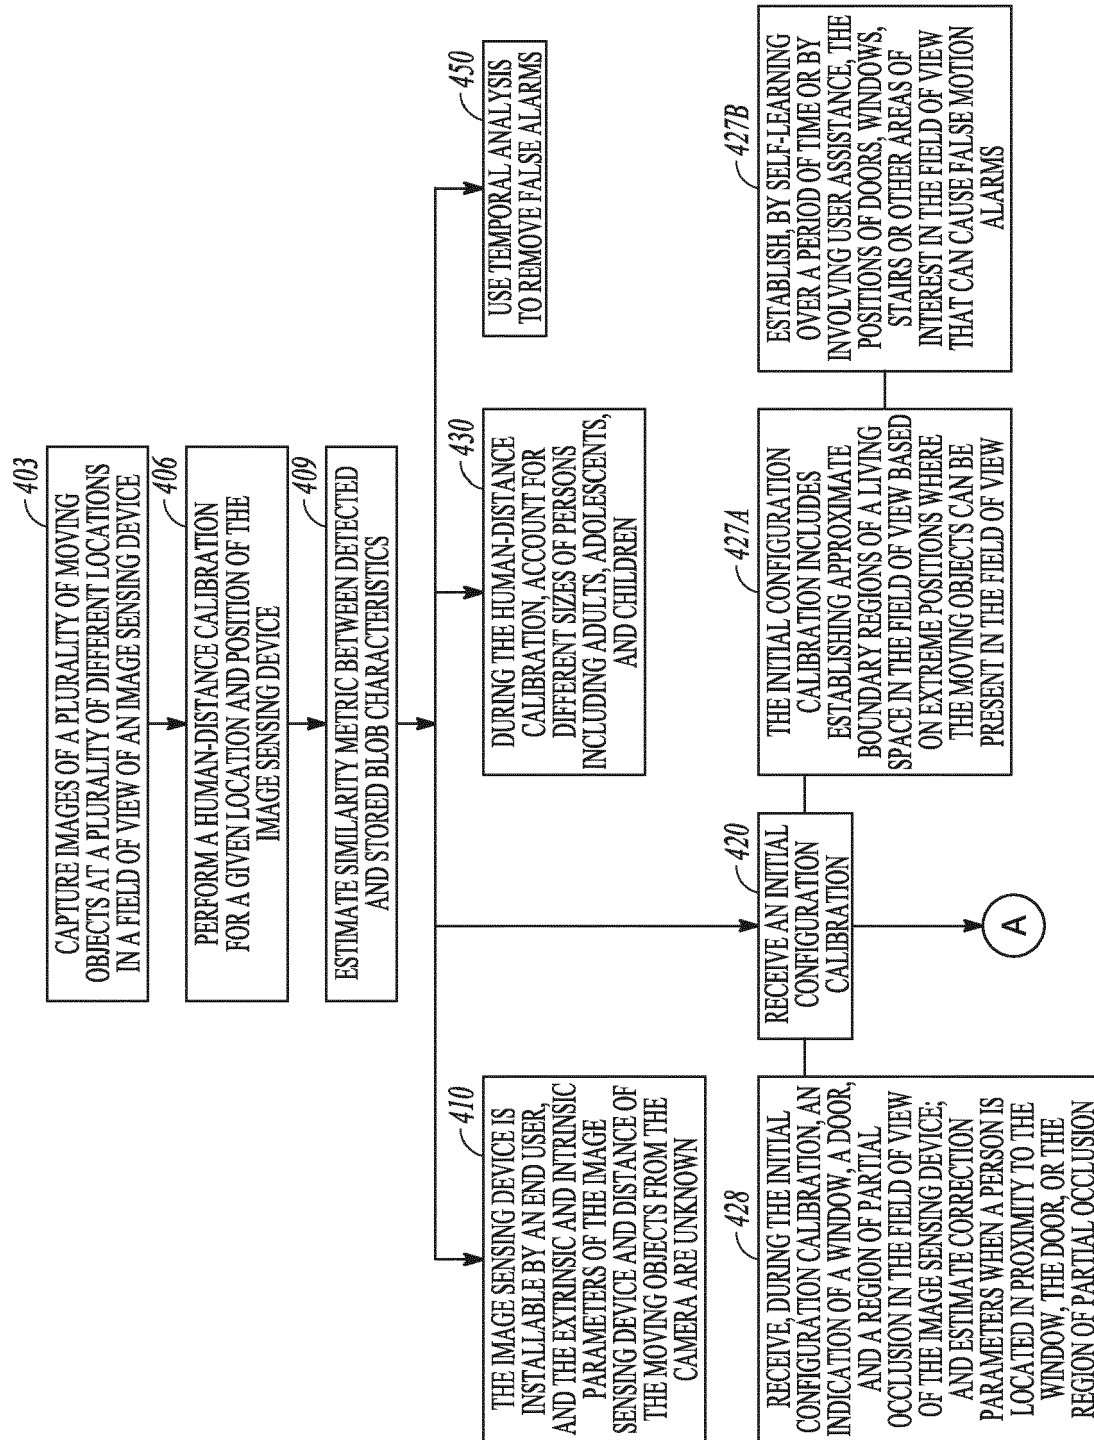 403
CAPTURE IMAGES OF A PLURALITY OF MOVING
OBJECTS AT A PLURALITY OF DIFFERENT LOCATIONS
IN A FIELD OF VIEW OF AN IMAGE SENSING DEVICE
406
PERFORM A HUMAN-DISTANCE CALIBRATION
FOR A GIVEN LOCATION AND POSITION OF THE
IMAGE SENSING DEVICE
409
ESTIMATE SIMILARITY METRIC BETWEEN DETECTED
AND STORED BLOB CHARACTERISTICS
410
THE IMAGE SENSING DEVICE IS
INSTALLABLE BY AN END USER,
AND THE EXTRINSIC AND INTRINSIC
PARAMETERS OF THE IMAGE
SENSING DEVICE AND DISTANCE OF
THE MOVING OBJECTS FROM THE
CAMERA ARE UNKNOWN
430
DURING THE HUMAN-DISTANCE
CALIBRATION, ACCOUNT FOR
DIFFERENT SIZES OF PERSONS
INCLUDING ADULTS, ADOLESCENTS,
AND CHILDREN
450
USE TEMPORAL ANALYSIS
TO REMOVE FALSE ALARMS
428
RECEIVE, DURING THE INITIAL
CONFIGURATION CALIBRATION, AN
INDICATION OF A WINDOW, A DOOR,
AND A REGION OF PARTIAL
OCCLUSION IN THE FIELD OF VIEW
OF THE IMAGE SENSING DEVICE;
AND ESTIMATE CORRECTION
PARAMETERS WHEN A PERSON IS
LOCATED IN PROXIMITY TO THE
WINDOW, THE DOOR, OR THE
REGION OF PARTIAL OCCLUSION
420
RECEIVE AN INITIAL
CONFIGURATION
CALIBRATION
427A
THE INITIAL CONFIGURATION
CALIBRATION INCLUDES
ESTABLISHING APPROXIMATE
BOUNDARY REGIONS OF A LIVING
SPACE IN THE FIELD OF VIEW BASED
ON EXTREME POSITIONS WHERE
THE MOVING OBJECTS CAN BE
PRESENT IN THE FIELD OF VIEW
427B
ESTABLISH, BY SELF-LEARNING
OVER A PERIOD OF TIME OR BY
INVOLVING USER ASSISTANCE, THE
POSITIONS OF DOORS, WINDOWS,
STAIRS OR OTHER AREAS OF
INTEREST IN THE FIELD OF VIEW
THAT CAN CAUSE FALSE MOTION
ALARMS
A